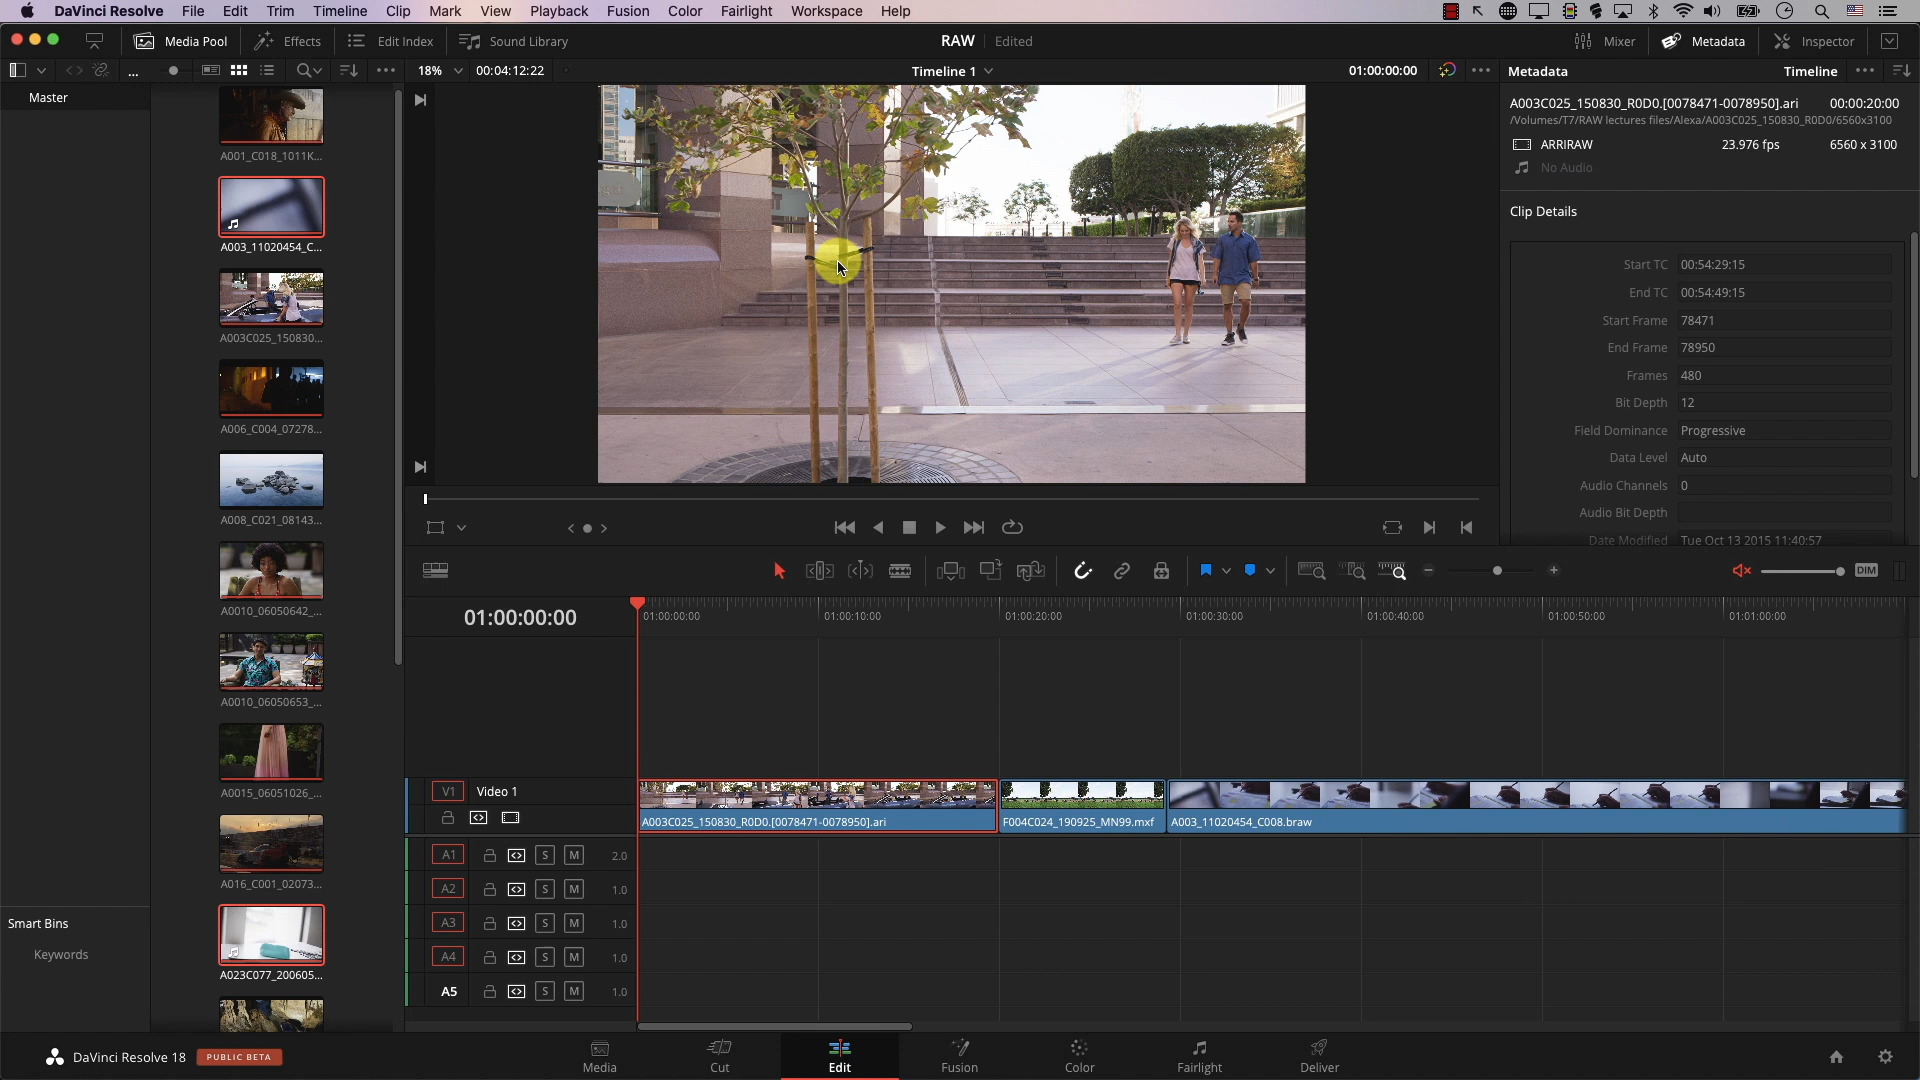 DaVinci Resolve File Edit Trim Timeline Clip Mark View Playback Fusion Color Fairlight Workspace Help
Media Pool Effects Edit Index Sound Library RAW Edited Mixer Metadata Inspector
18% 00:04:12:22 Timeline 1 01:00:00:00 Metadata Timeline
Master
A003C025_150830_R0D0.[0078471-0078950].ari 00:00:20:00
/Volumes/T7/RAW lectures files/Alexa/A003C025_150830_R0D0/6560x3100
ARRIRAW 23.976 fps 6560 x 3100
No Audio
Clip Details
Start TC 00:54:29:15
End TC 00:54:49:15
Start Frame 78471
End Frame 78950
Frames 480
Bit Depth 12
Field Dominance Progressive
Data Level Auto
Audio Channels 0
Audio Bit Depth
Date Modified Tue Oct 13 2015 11:40:57
A001_C018_1011K...
A003_11020454_C...
A003C025_150830...
A006_C004_07278...
A008_C021_08143...
A0010_06050642_...
A0010_06050653_...
A0015_06051026_...
A016_C001_02073...
A023C077_200605...
Smart Bins
Keywords
DIM
01:00:00:00
01:00:00:00 01:00:10:00 01:00:20:00 01:00:30:00 01:00:40:00 01:00:50:00 01:01:00:00
V1 Video 1
A003C025_150830_R0D0.[0078471-0078950].ari F004C024_190925_MN99.mxf A003_11020454_C008.braw
A1 S M 2.0
A2 S M 1.0
A3 S M 1.0
A4 S M 1.0
A5 S M 1.0
DaVinci Resolve 18 PUBLIC BETA
Media Cut Edit Fusion Color Fairlight Deliver